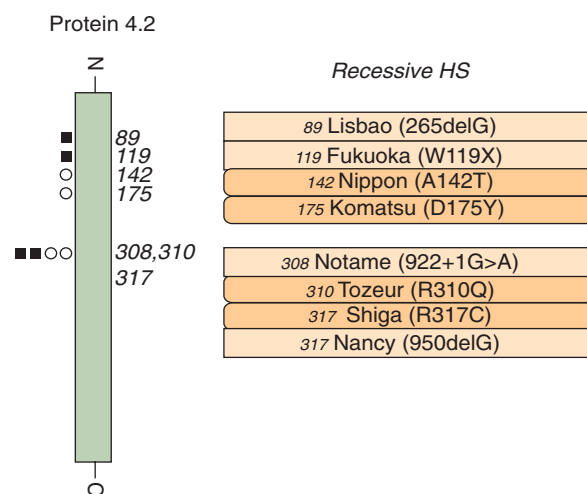 Protein 4.2
N
Recessive HS
89
119
142
175
308,310
317
C
89 Lisbao (265delG)
119 Fukuoka (W119X)
142 Nippon (A142T)
175 Komatsu (D175Y)
308 Notame (922+1G>A)
310 Tozeur (R310Q)
317 Shiga (R317C)
317 Nancy (950delG)